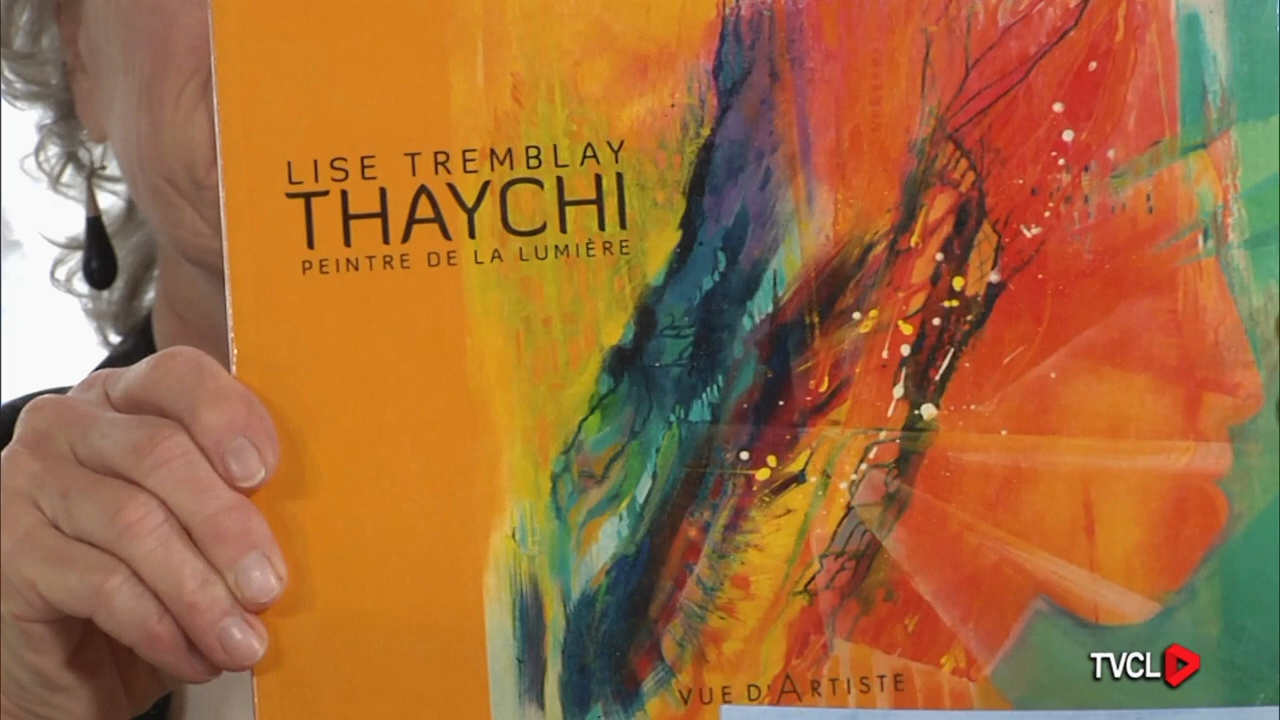 LISE TREMBLAY
THAYCHI
PEINTRE DE LA LUMIÈRE
VUE D'ARTISTE
TVCL